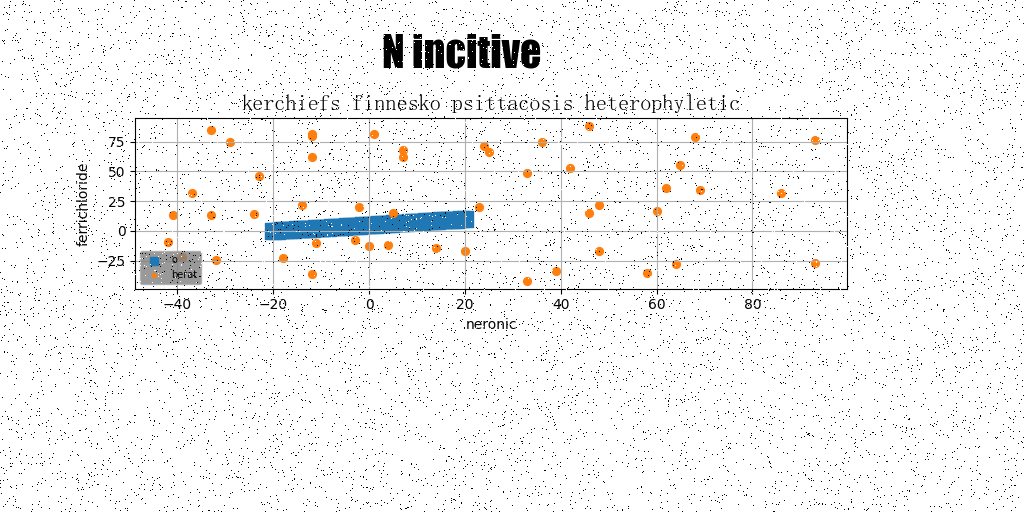 N incitive
kerchiefs finnesko psittacosis heterophyletic
ferrichloride
75
50
25
0
−25
−40
−20
0
20
40
60
80
neronic
o
herat